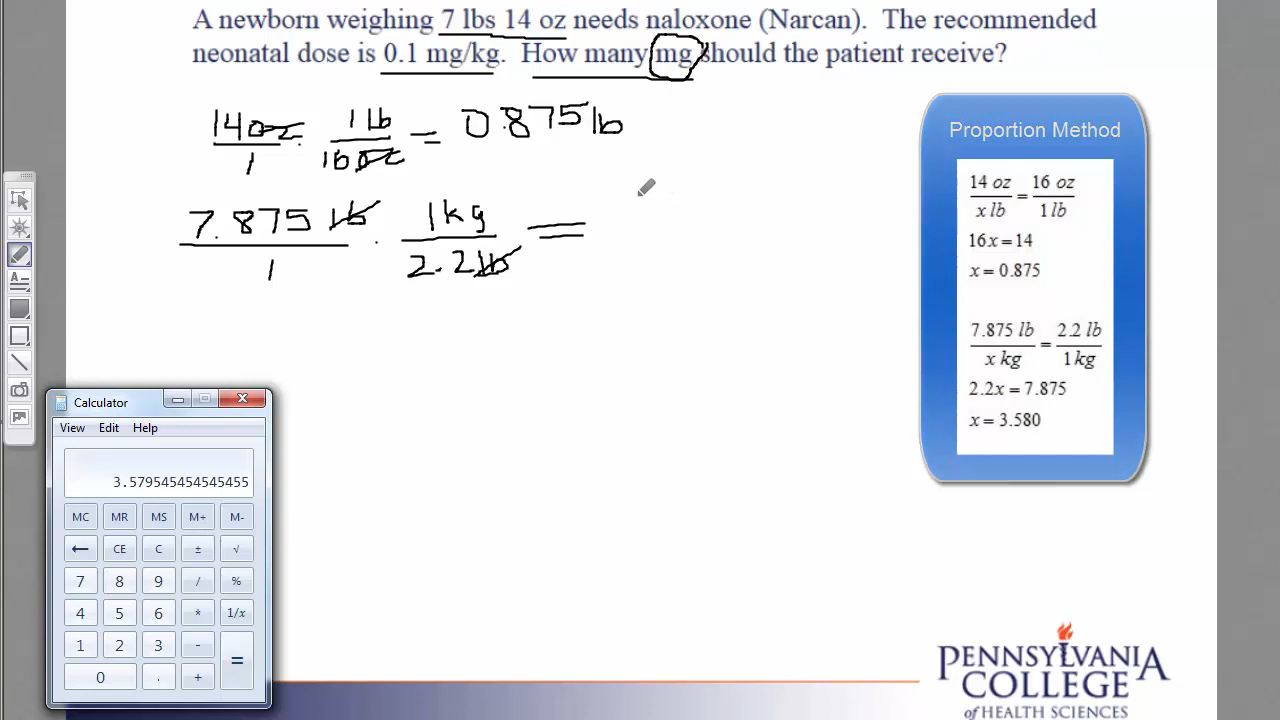 A newborn weighing 7 lbs 14 oz needs naloxone (Narcan). The recommended
neonatal dose is 0.1 mg/kg. How many mg should the patient receive?
14oz/1 · 1 lb/16oz = 0.875 lb
7.875 lb/1 · 1kg/2.2lb =
Proportion Method
14 oz/x lb = 16 oz/1 lb
16x = 14
x = 0.875
7.875 lb/x kg = 2.2 lb/1 kg
2.2x = 7.875
x = 3.580
Calculator
View Edit Help
3.579545454545455
MC MR MS M+ M-
← CE C ± √
7 8 9 / %
4 5 6 * 1/x
1 2 3 - =
0 . +
PENNSYLVANIA
COLLEGE
of HEALTH SCIENCES